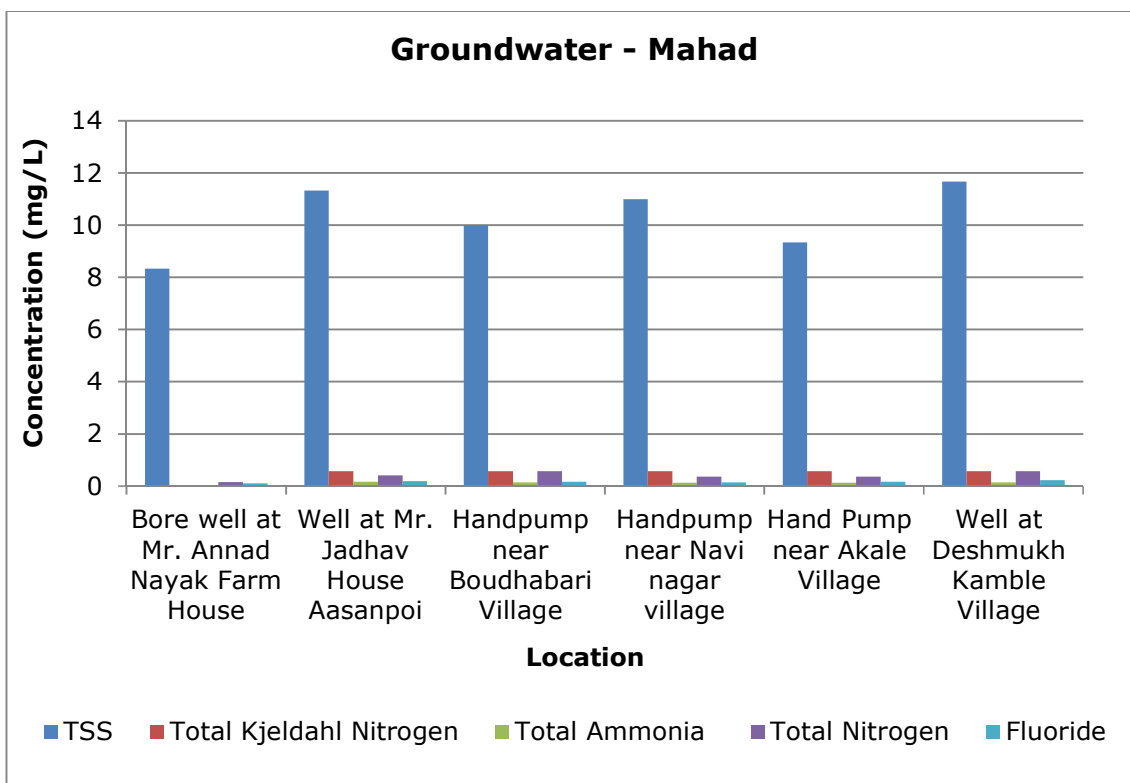 Groundwater - Mahad
Concentration (mg/L)
14
12
10
8
6
4
2
0
Bore well at
Mr. Annad
Nayak Farm
House
Well at Mr.
Jadhav
House
Aasanpoi
Handpump
near
Boudhabari
Village
Handpump
near Navi
nagar
village
Hand Pump
near Akale
Village
Well at
Deshmukh
Kamble
Village
Location
TSS
Total Kjeldahl Nitrogen
Total Ammonia
Total Nitrogen
Fluoride